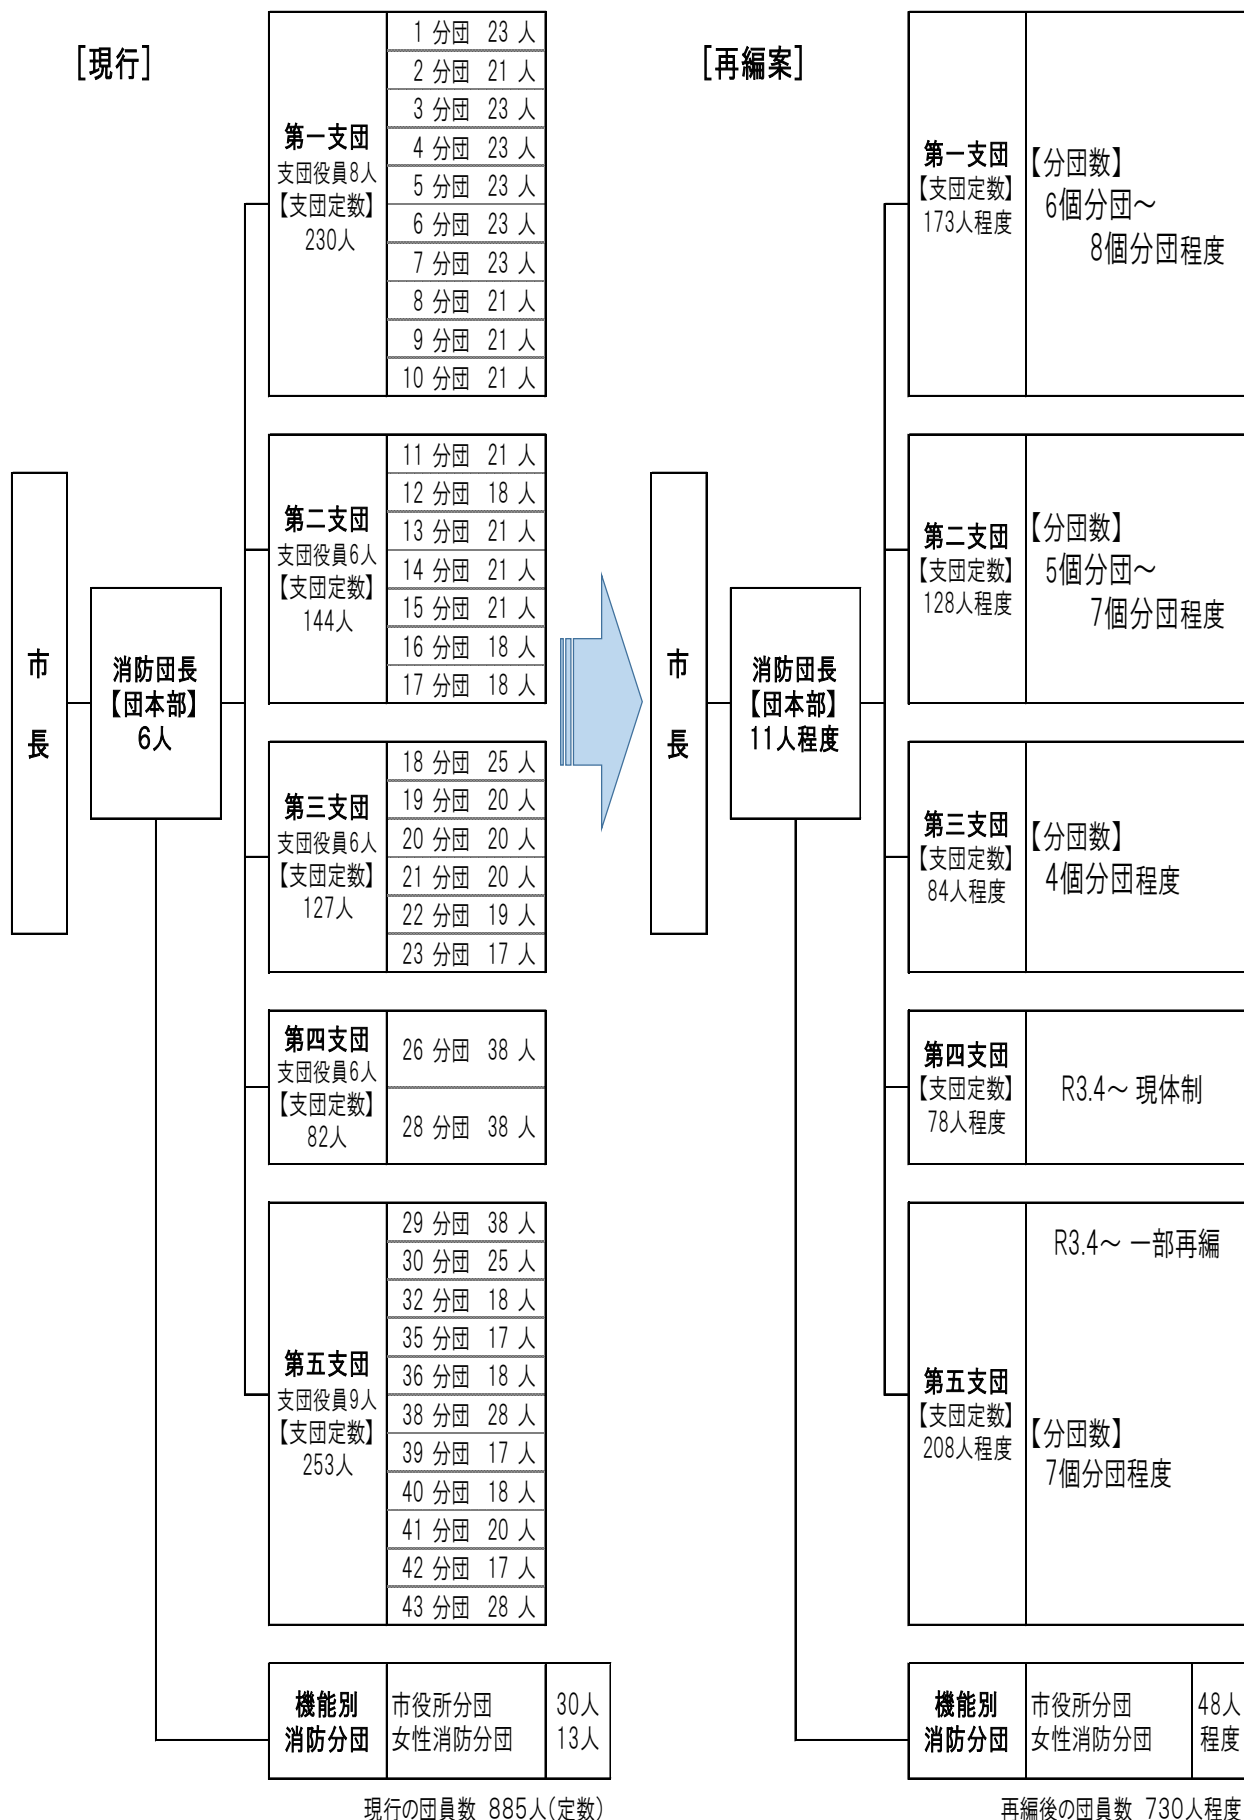 [現行]
市
長
消防団長
【団本部】
6人
第一支団
支団役員8人
【支団定数】
230人
1 分団 23 人
2 分団 21 人
3 分団 23 人
4 分団 23 人
5 分団 23 人
6 分団 23 人
7 分団 23 人
8 分団 21 人
9 分団 21 人
10 分団 21 人
第二支団
支団役員6人
【支団定数】
144人
11 分団 21 人
12 分団 18 人
13 分団 21 人
14 分団 21 人
15 分団 21 人
16 分団 18 人
17 分団 18 人
第三支団
支団役員6人
【支団定数】
127人
18 分団 25 人
19 分団 20 人
20 分団 20 人
21 分団 20 人
22 分団 19 人
23 分団 17 人
第四支団
支団役員6人
【支団定数】
82人
26 分団 38 人
28 分団 38 人
第五支団
支団役員9人
【支団定数】
253人
29 分団 38 人
30 分団 25 人
32 分団 18 人
35 分団 17 人
36 分団 18 人
38 分団 28 人
39 分団 17 人
40 分団 18 人
41 分団 20 人
42 分団 17 人
43 分団 28 人
機能別
消防分団
市役所分団 30人
女性消防分団 13人
現行の団員数 885人(定数)
[再編案]
市
長
消防団長
【団本部】
11人程度
第一支団
【支団定数】
173人程度
【分団数】
6個分団～
8個分団程度
第二支団
【支団定数】
128人程度
【分団数】
5個分団～
7個分団程度
第三支団
【支団定数】
84人程度
【分団数】
4個分団程度
第四支団
【支団定数】
78人程度
R3.4～ 現体制
第五支団
【支団定数】
208人程度
R3.4～ 一部再編
【分団数】
7個分団程度
機能別
消防分団
市役所分団
女性消防分団
48人
程度
再編後の団員数 730人程度